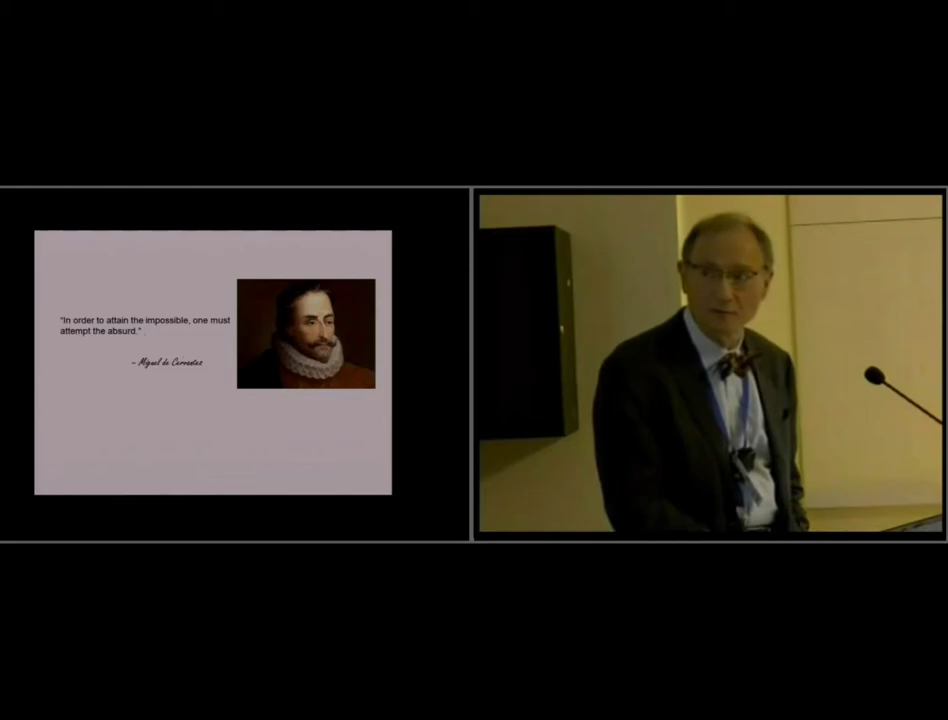 "In order to attain the impossible, one must
attempt the absurd."
– Miguel de Cervantes